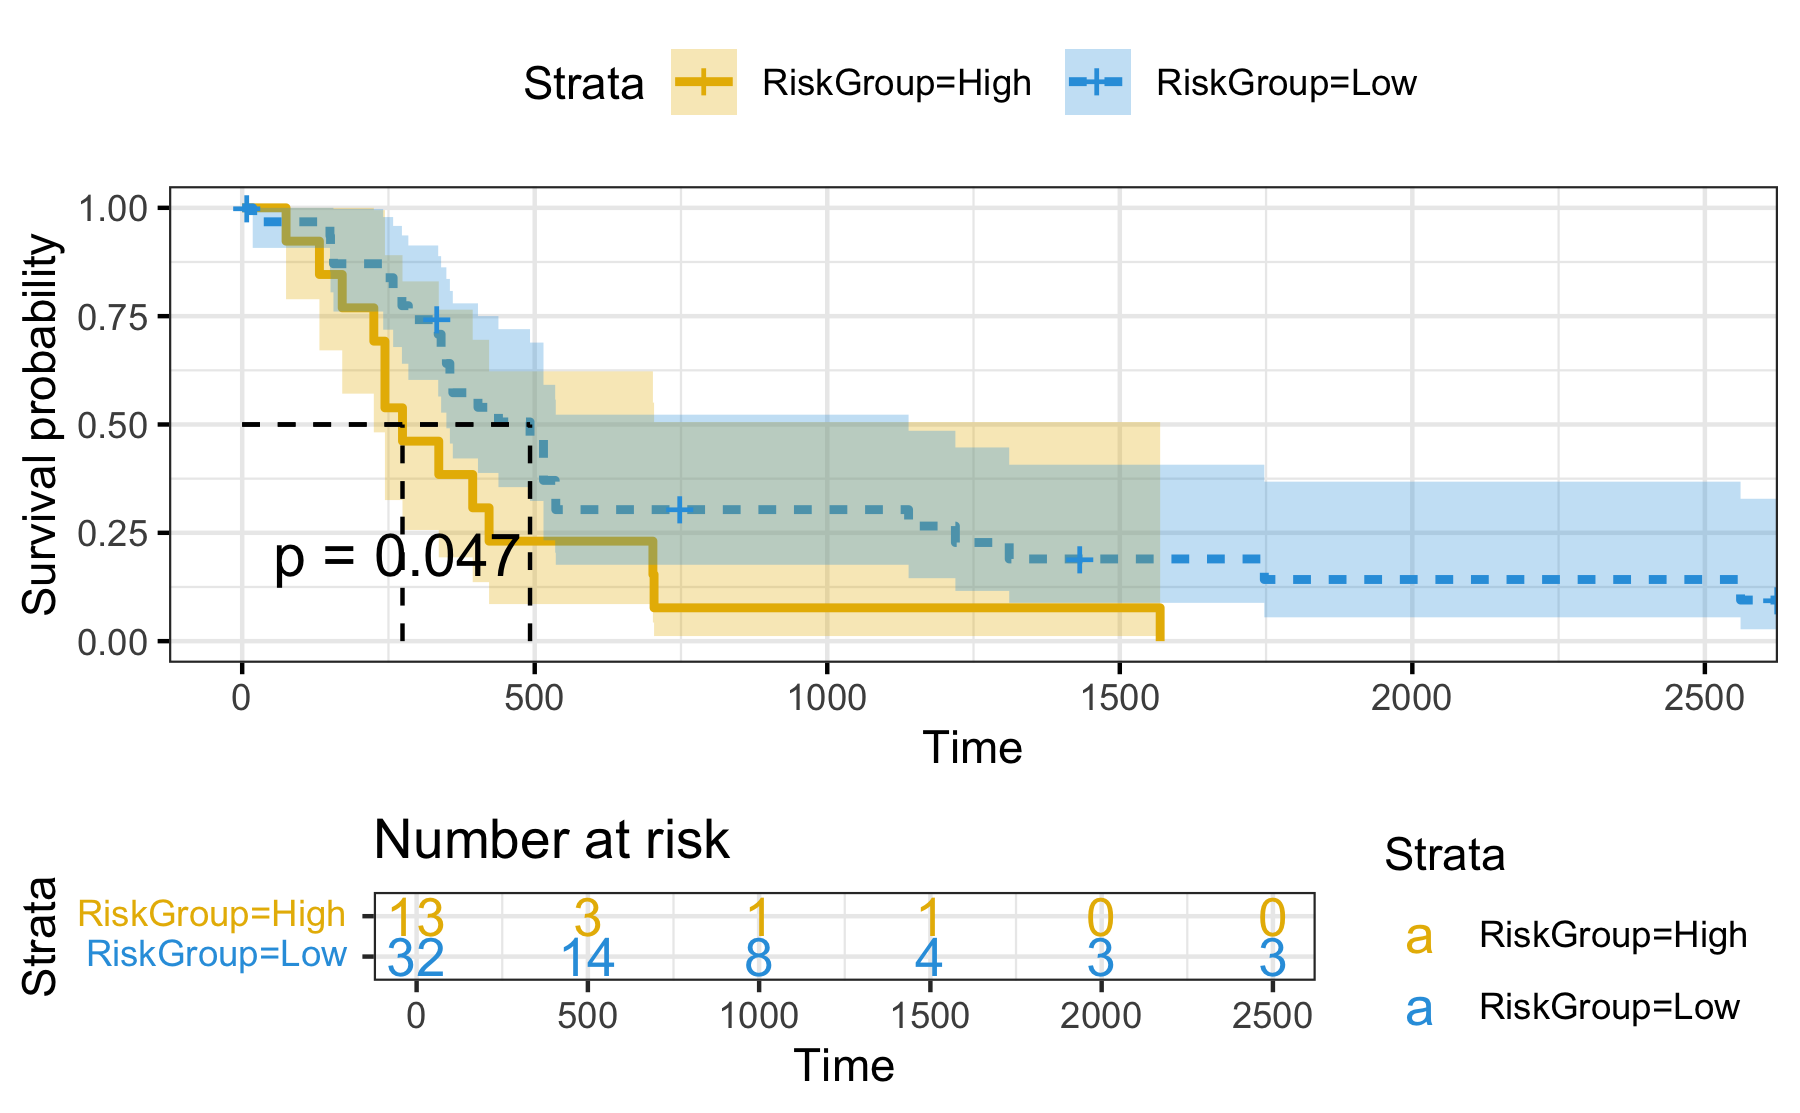 Strata RiskGroup=High RiskGroup=Low
Survival probability
1.00
0.75
0.50
0.25
0.00
p = 0.047
0 500 1000 1500 2000 2500
Time
Number at risk
Strata
RiskGroup=High 13 3 1 1 0 0
RiskGroup=Low 32 14 8 4 3 3
0 500 1000 1500 2000 2500
Time
Strata
a RiskGroup=High
a RiskGroup=Low